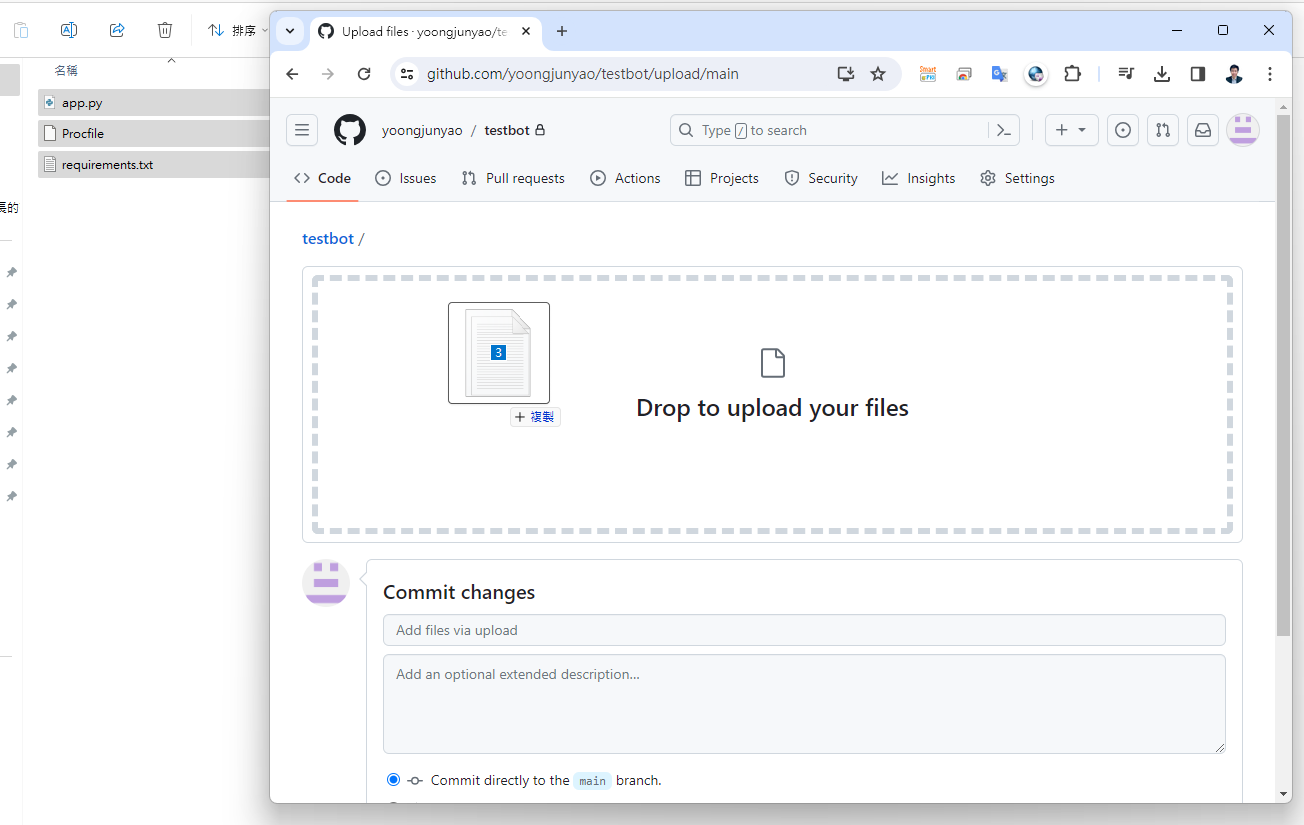 排序
名稱
app.py
Procfile
requirements.txt
長的
Upload files · yoongjunyao/te
github.com/yoongjunyao/testbot/upload/main
yoongjunyao / testbot
Type / to search
Code
Issues
Pull requests
Actions
Projects
Security
Insights
Settings
testbot /
3
+ 複製
Drop to upload your files
Commit changes
Add files via upload
Add an optional extended description...
Commit directly to the main branch.